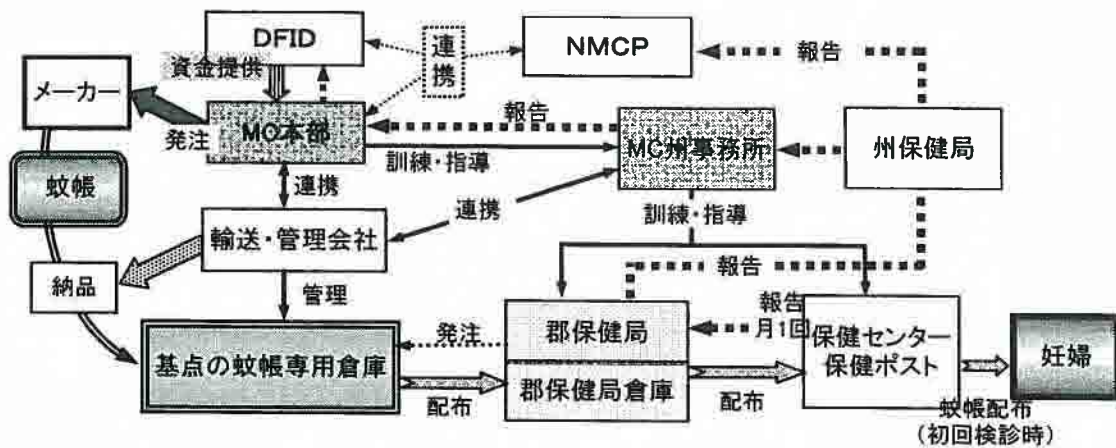 DFID
連
携
NMCP
報告
資金提供
メーカー
発注
MC本部
報告
訓練・指導
MC州事務所
州保健局
蚊帳
連携
連携
訓練・指導
輸送・管理会社
納品
管理
報告
発注
郡保健局
報告
月1回
保健センター
保健ポスト
基点の蚊帳専用倉庫
郡保健局倉庫
妊婦
配布
配布
蚊帳配布
(初回検診時)